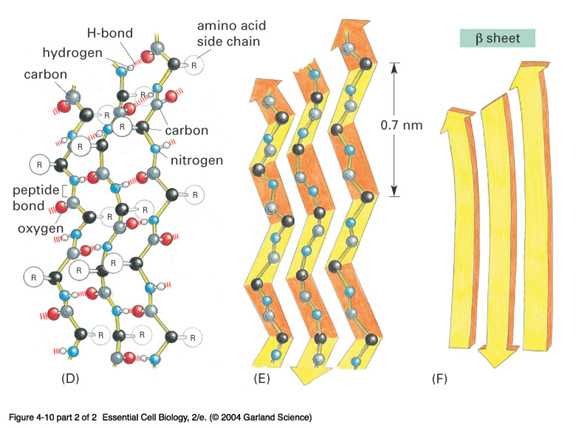 H-bond
amino acid
side chain
hydrogen
carbon
R
R
R
R
R
R
R
R
R
R
R
R
carbon
nitrogen
peptide
bond
oxygen
(D)
0.7 nm
(E)
β sheet
(F)
Figure 4-10 part 2 of 2 Essential Cell Biology, 2/e. (© 2004 Garland Science)